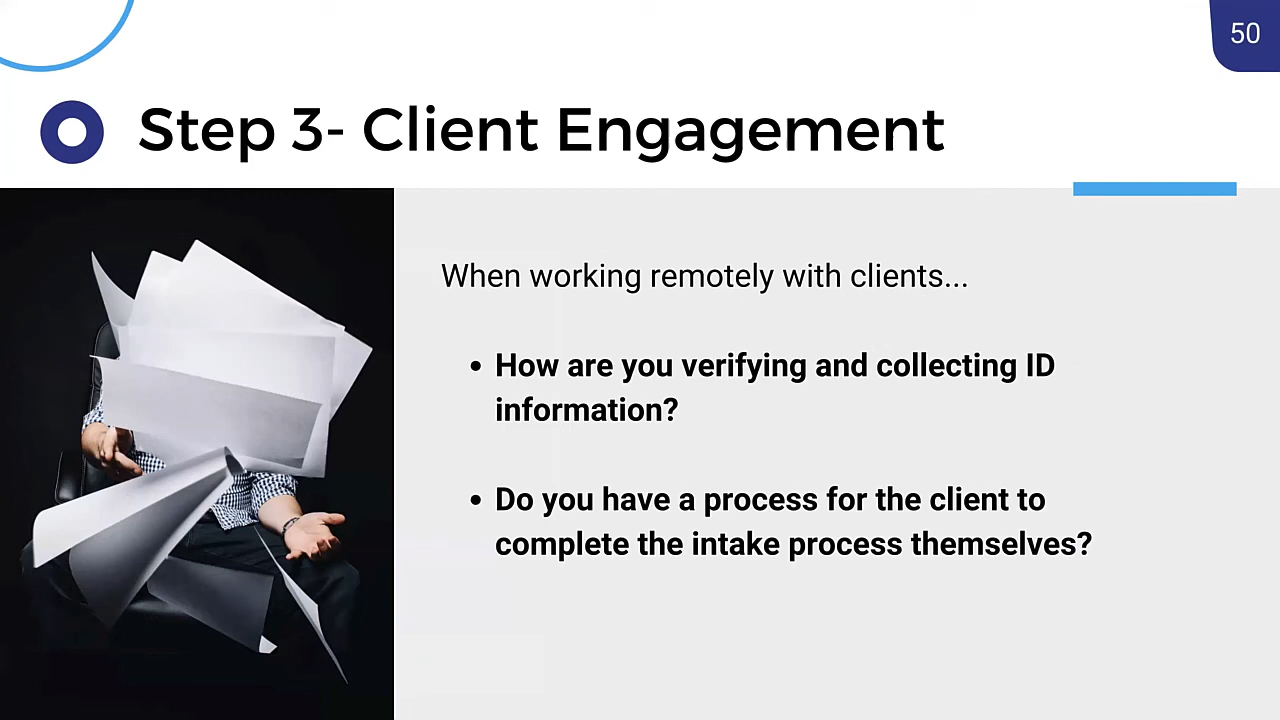 50
Step 3- Client Engagement
When working remotely with clients...
• How are you verifying and collecting ID
information?
• Do you have a process for the client to
complete the intake process themselves?